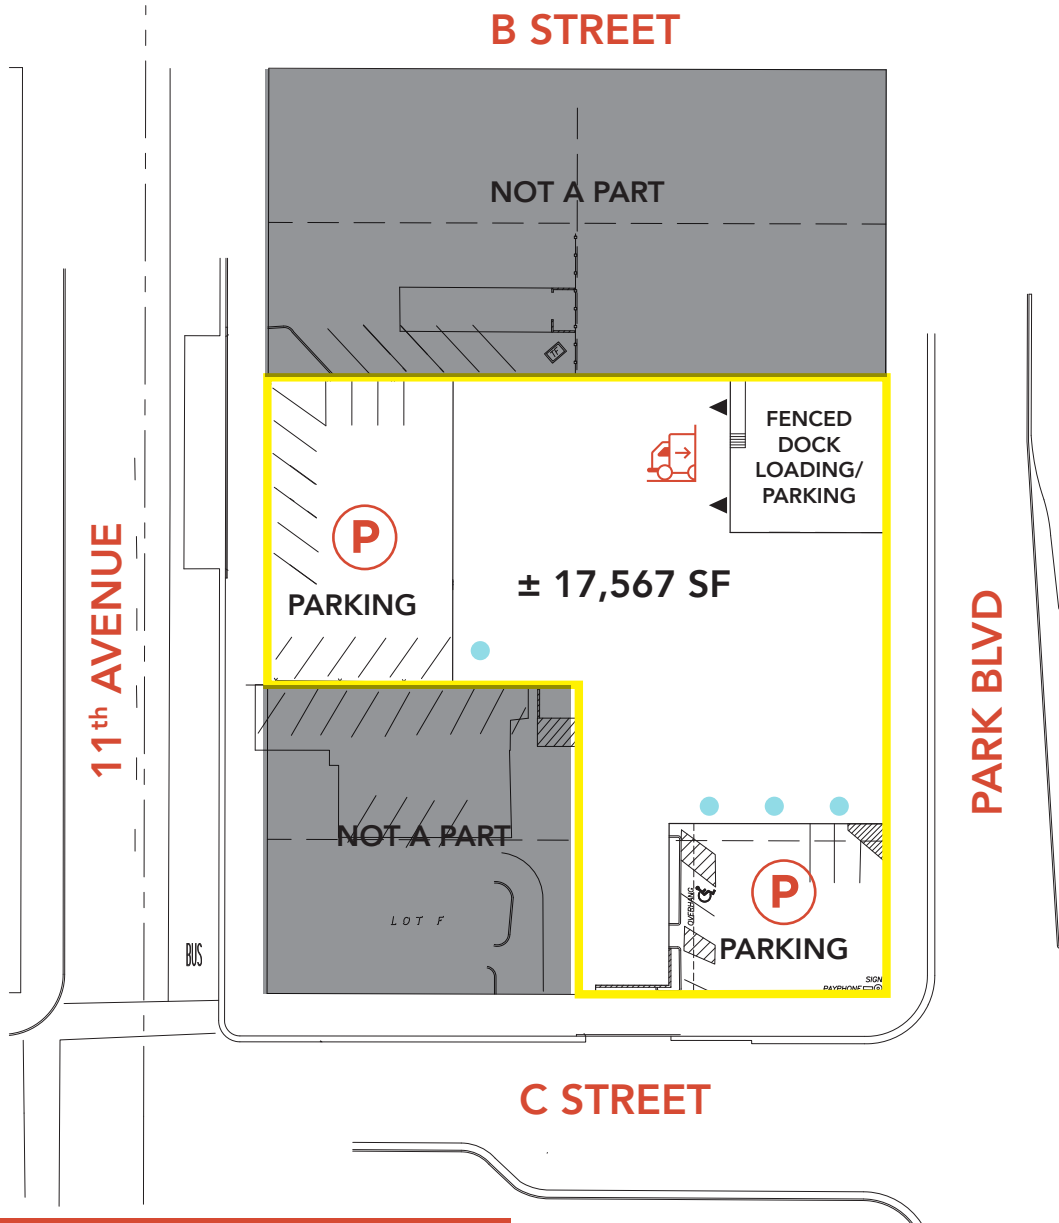 B STREET
NOT A PART
TF
FENCED
DOCK
LOADING/
PARKING
P
PARKING
± 17,567 SF
11th AVENUE
PARK BLVD
NOT A PART
LOT F
OVERHANG
P
PARKING
BUS
SIGN
PAYPHONE
C STREET